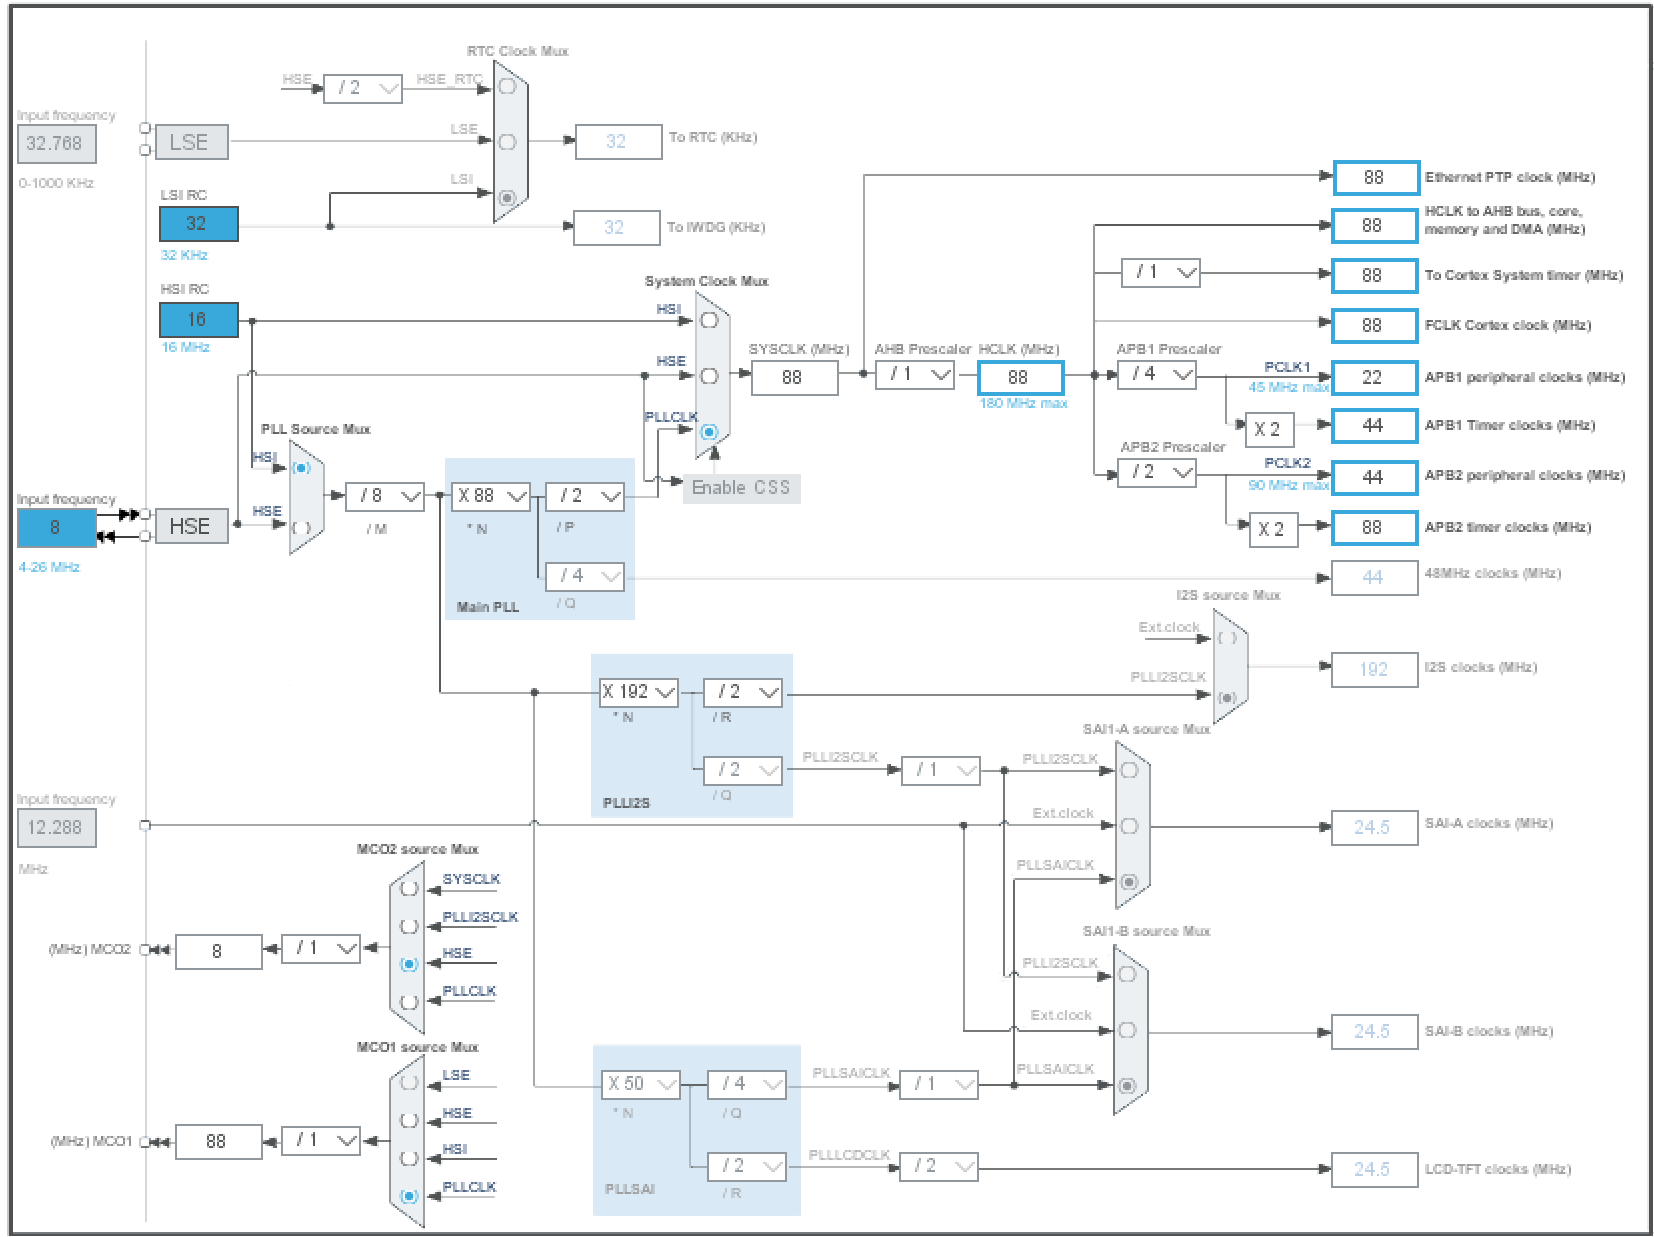 RTC Clock Mux
HSE
/ 2
HSE_RTC
Input frequency
32.768
0-1000 KHz
LSE
LSE
32
To RTC (KHz)
LSI
LSI RC
32
32 KHz
32
To IWDG (KHz)
88
Ethernet PTP clock (MHz)
88
HCLK to AHB bus, core,
memory and DMA (MHz)
/ 1
88
To Cortex System timer (MHz)
88
FCLK Cortex clock (MHz)
HSI RC
16
16 MHz
System Clock Mux
HSI
HSE
PLLCLK
SYSCLK (MHz)
88
AHB Prescaler
/ 1
HCLK (MHz)
88
180 MHz max
APB1 Prescaler
/ 4
PCLK1
45 MHz max
22
APB1 peripheral clocks (MHz)
X 2
44
APB1 Timer clocks (MHz)
APB2 Prescaler
/ 2
PCLK2
90 MHz max
44
APB2 peripheral clocks (MHz)
X 2
88
APB2 timer clocks (MHz)
PLL Source Mux
HSI
HSE
Input frequency
8
4-26 MHz
HSE
/ 8
/ M
X 88
* N
/ 2
/ P
/ 4
/ Q
Main PLL
Enable CSS
44
48MHz clocks (MHz)
I2S source Mux
Ext.clock
PLLI2SCLK
192
I2S clocks (MHz)
X 192
* N
/ 2
/ R
/ 2
/ Q
PLLI2S
PLLI2SCLK
/ 1
SAI1-A source Mux
PLLI2SCLK
Ext.clock
PLLSAICLK
24.5
SAI-A clocks (MHz)
Input frequency
12.288
MHz
MCO2 source Mux
SYSCLK
PLLI2SCLK
HSE
PLLCLK
(MHz) MCO2
8
/ 1
SAI1-B source Mux
PLLI2SCLK
Ext.clock
PLLSAICLK
24.5
SAI-B clocks (MHz)
MCO1 source Mux
LSE
HSE
HSI
PLLCLK
(MHz) MCO1
88
/ 1
X 50
* N
/ 4
/ Q
/ 2
/ R
PLLSAI
PLLSAICLK
/ 1
PLLLCDCLK
/ 2
24.5
LCD-TFT clocks (MHz)